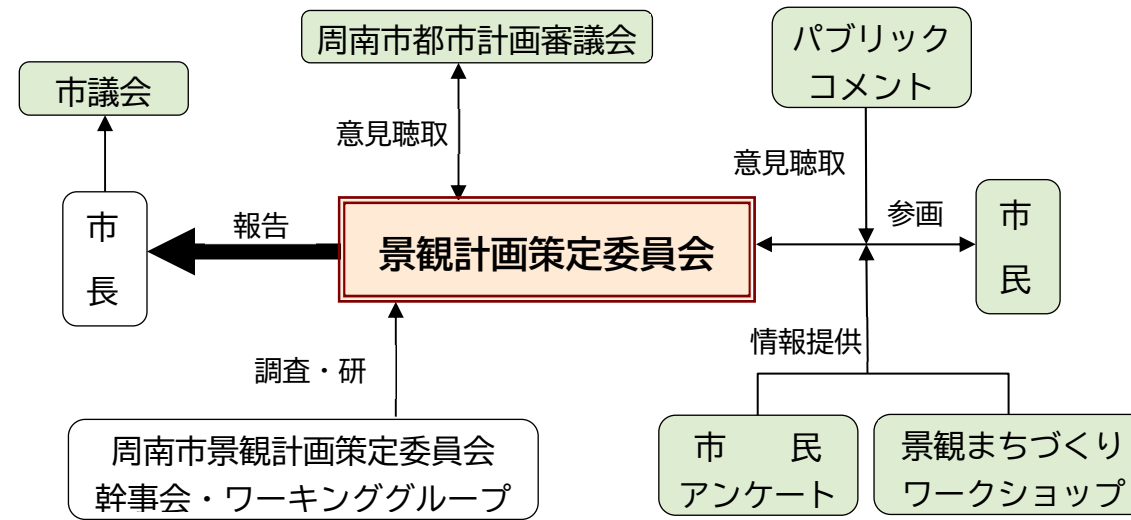 周南市都市計画審議会
パブリック
コメント
市議会
意見聴取
意見聴取
市
長
報告
景観計画策定委員会
参画
市
民
情報提供
調査・研
周南市景観計画策定委員会
幹事会・ワーキンググループ
市　　民
アンケート
景観まちづくり
ワークショップ